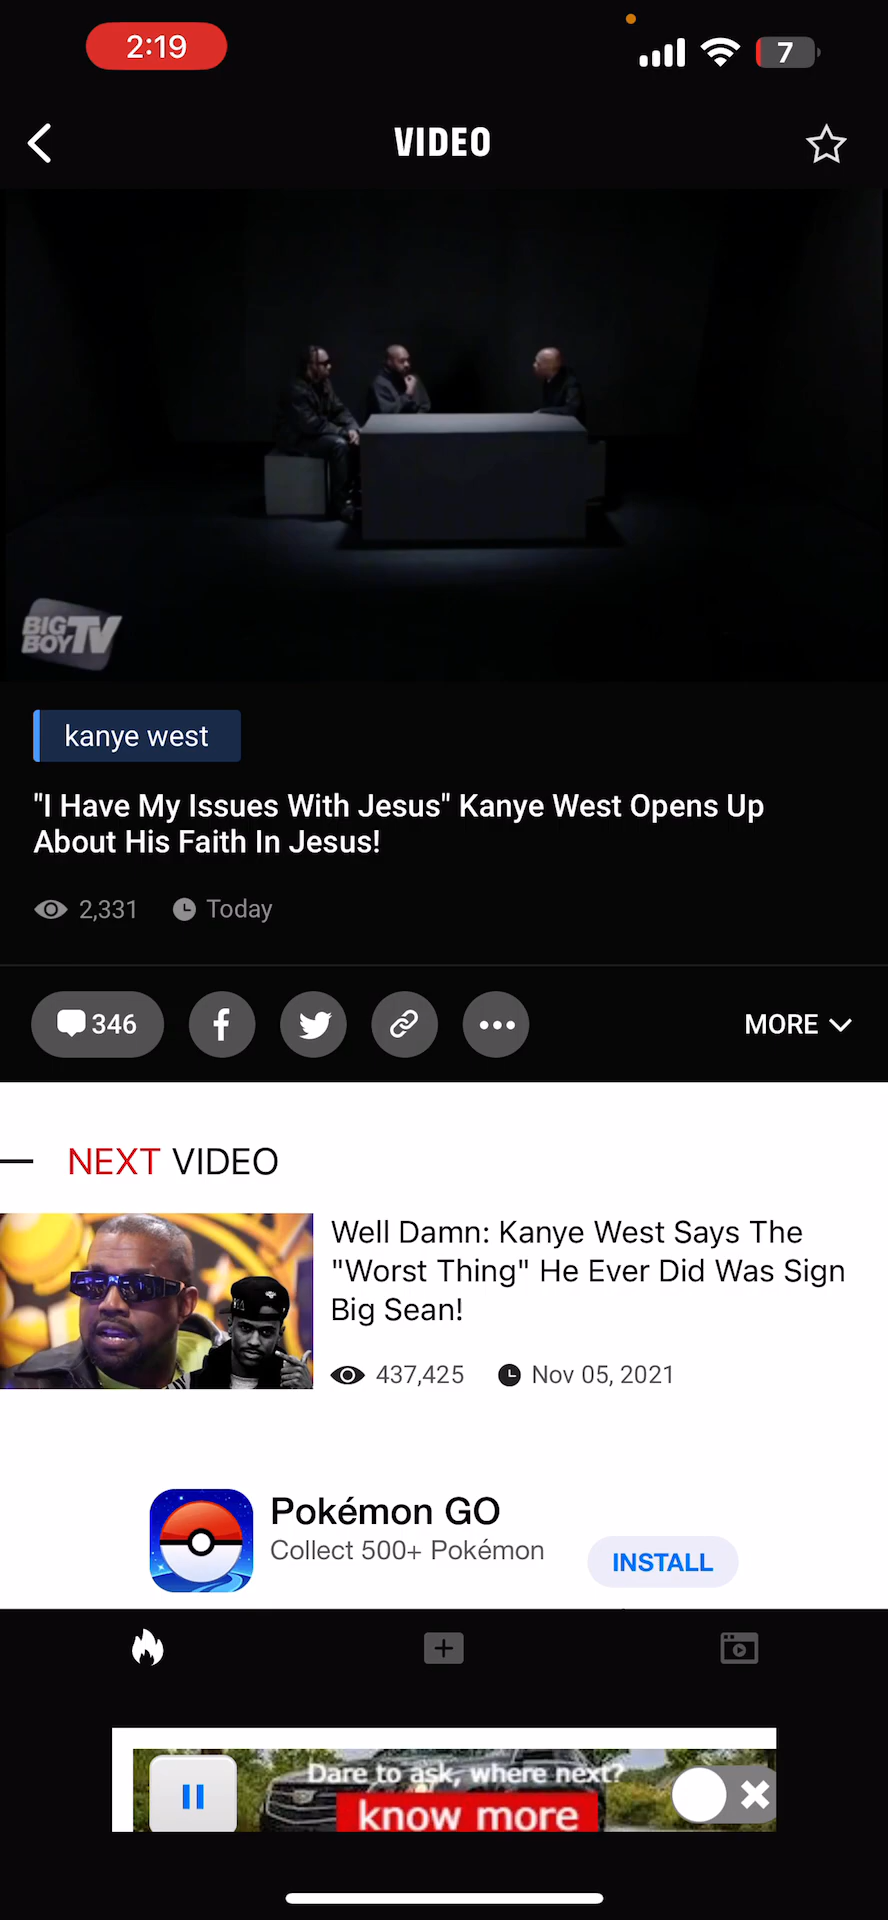 2:19
7
VIDEO
BIG
BOYTV
kanye west
"I Have My Issues With Jesus" Kanye West Opens Up
About His Faith In Jesus!
2,331
Today
346
MORE
NEXT VIDEO
Well Damn: Kanye West Says The
"Worst Thing" He Ever Did Was Sign
Big Sean!
437,425
Nov 05, 2021
Pokémon GO
Collect 500+ Pokémon
INSTALL
Dare to ask, where next?
know more